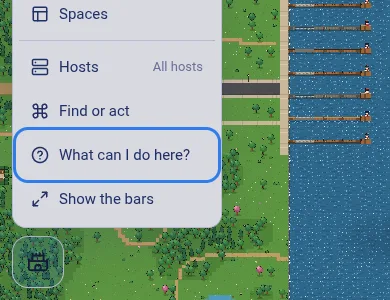 Spaces
Hosts All hosts
Find or act
What can I do here?
Show the bars